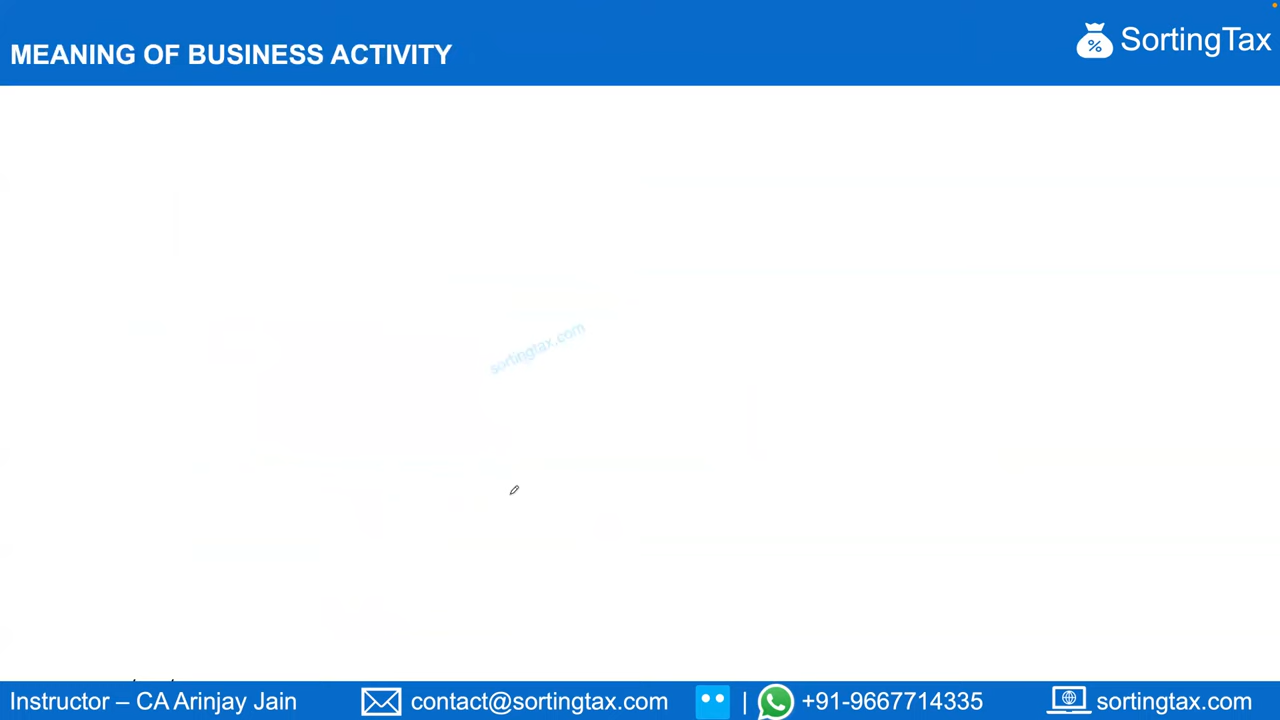 MEANING OF BUSINESS ACTIVITY
% SortingTax
sortingtax.com
Instructor – CA Arinjay Jain
contact@sortingtax.com
| +91-9667714335
sortingtax.com